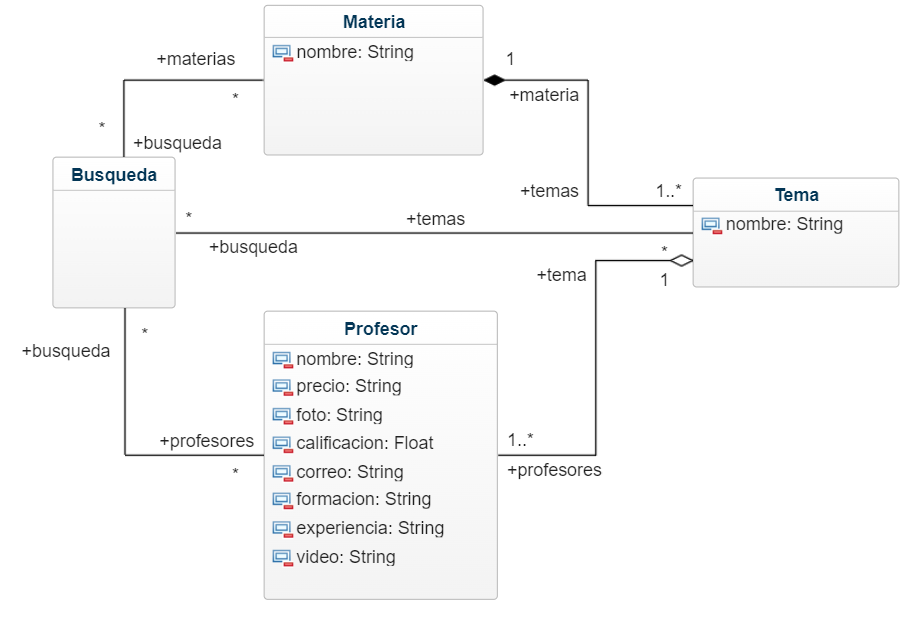 Materia
nombre: String
+materias
*
*
+busqueda
1
+materia
+temas
1..*
Busqueda
*
+busqueda
+temas
*
Tema
nombre: String
+tema
1
*
+busqueda
+profesores
*
Profesor
nombre: String
precio: String
foto: String
calificacion: Float
correo: String
formacion: String
experiencia: String
video: String
1..*
+profesores